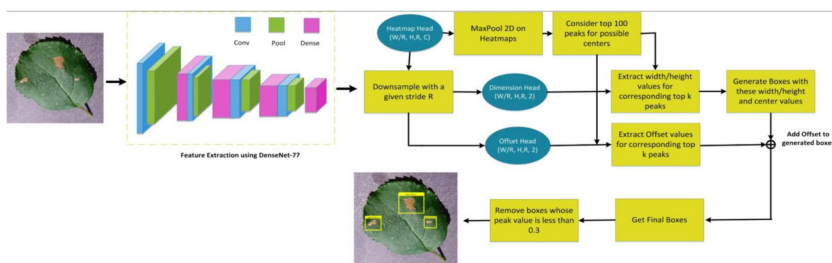 Conv
Pool
Dense
Feature Extraction using DenseNet-77
Heatmap Head
(W/R, H,R, C)
MaxPool 2D on
Heatmaps
Consider top 100
peaks for possible
centers
Downsample with a
given stride R
Dimension Head
(W/R, H,R, 2)
Extract width/height
values for
corresponding top k
peaks
Generate Boxes with
these width/height
and center values
Offset Head
(W/R, H,R, 2)
Extract Offset values
for corresponding top
k peaks
Add Offset to
generated boxe
Remove boxes whose
peak value is less than
0.3
Get Final Boxes